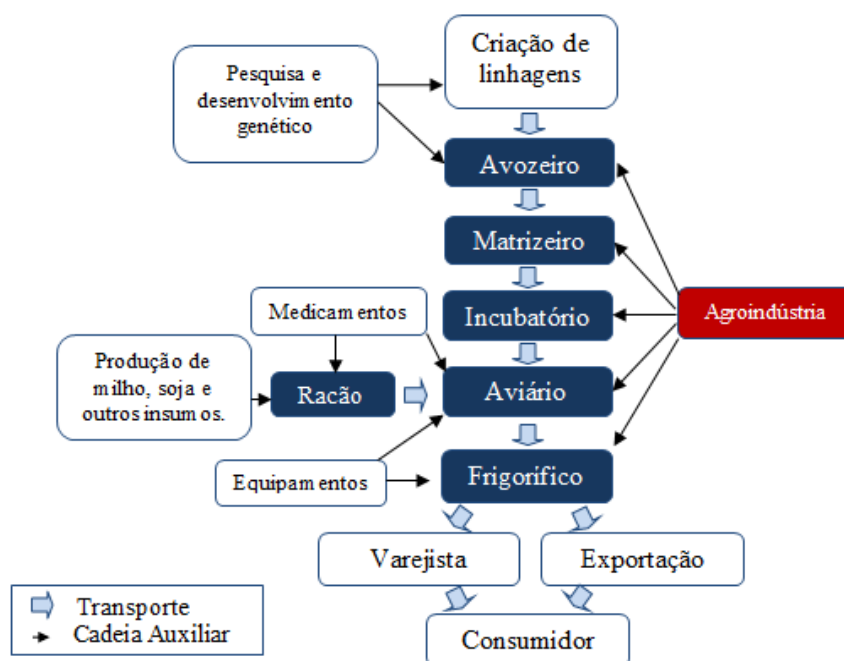 Criação de
linhagens
Pesquisa e
desenvolvimento
genético
Avozeiro
Matrizeiro
Medicamentos
Incubatório
Agroindústria
Produção de
milho, soja e
outros insumos.
Racão
Aviário
Equipamentos
Frigorífico
Varejista
Exportação
Transporte
Cadeia Auxiliar
Consumidor